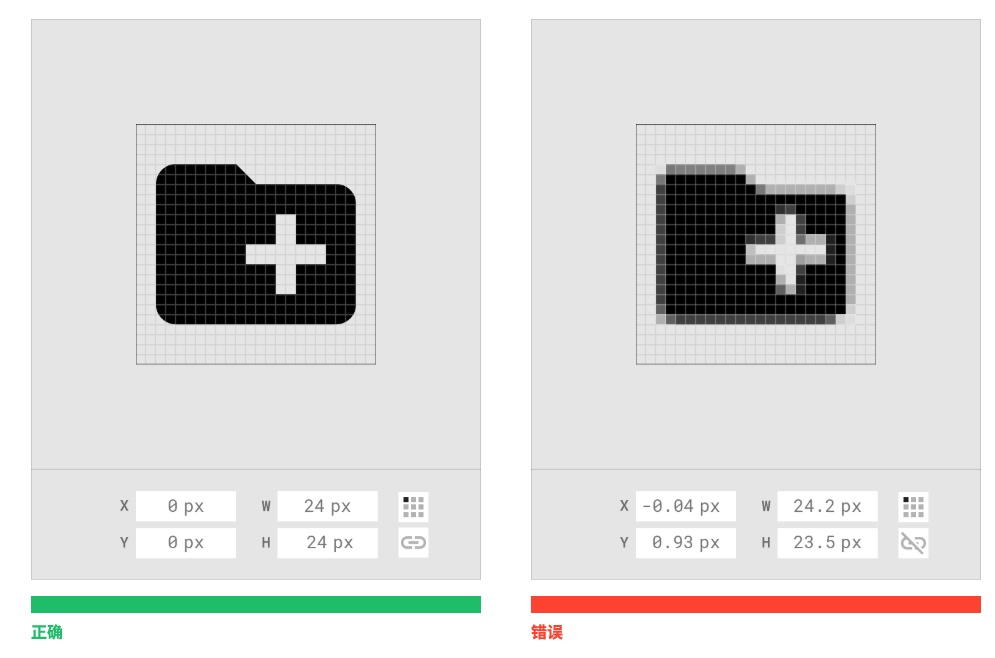 X 0 px W 24 px
Y 0 px H 24 px
正确
X -0.04 px W 24.2 px
Y 0.93 px H 23.5 px
错误